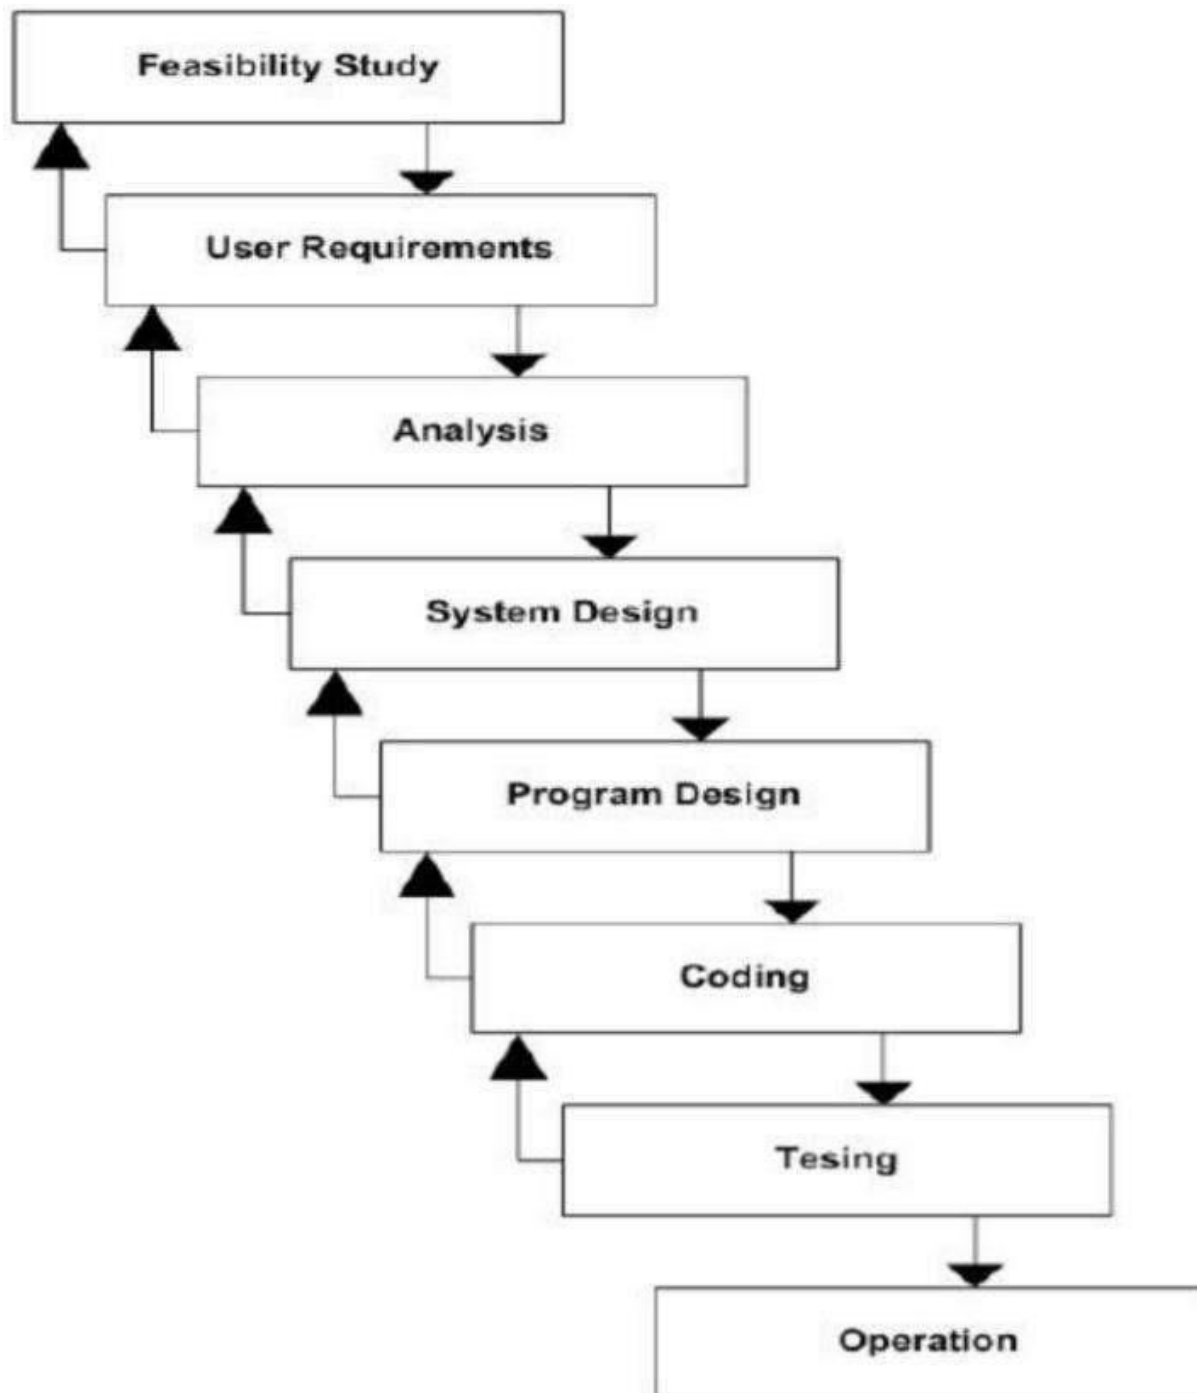 Feasibility Study
User Requirements
Analysis
System Design
Program Design
Coding
Tesing
Operation